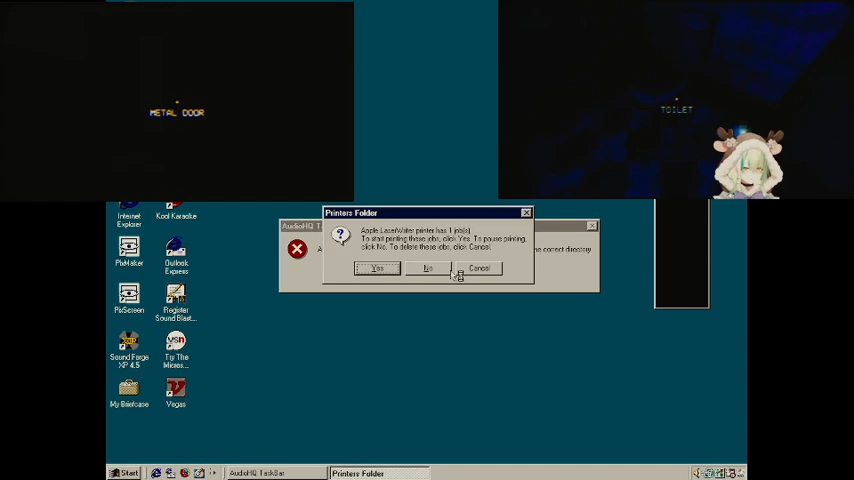 METAL DOOR
TOILET
Internet
Explorer
Kool Karaoke
Printers Folder
Apple LaserWriter printer has 1 job(s)
To start printing these jobs, click Yes. To pause printing,
click No. To delete these jobs, click Cancel.
Yes
No
Cancel
AudioHQ T
A
e correct directory
PixMaker
Outlook
Express
PixScreen
Register
Sound Blast...
Sound Forge
XP 4.5
Try The
Micros...
My Briefcase
Vegas
Start
AudioHQ TaskBar
Printers Folder